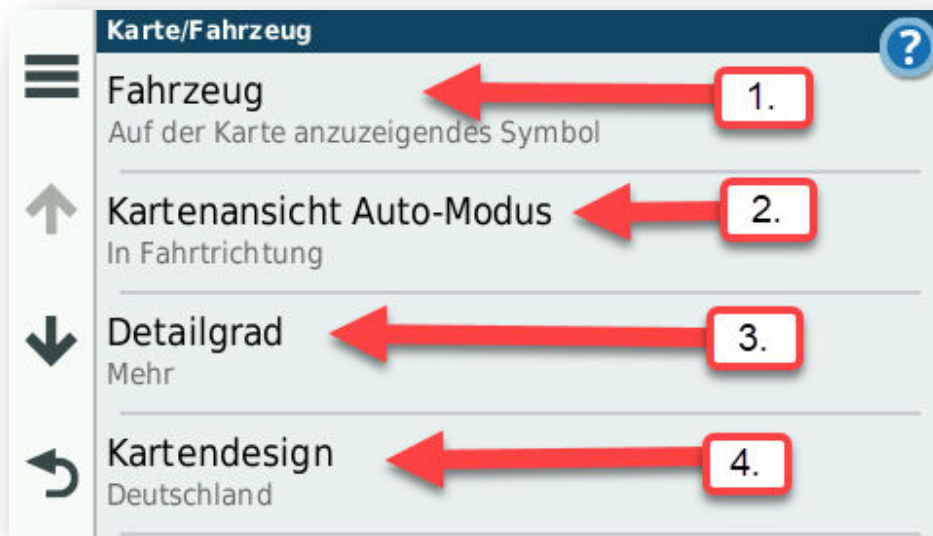 Karte/Fahrzeug
?
Fahrzeug
1.
Auf der Karte anzuzeigendes Symbol
Kartenansicht Auto-Modus
2.
In Fahrtrichtung
Detailgrad
3.
Mehr
Kartendesign
4.
Deutschland